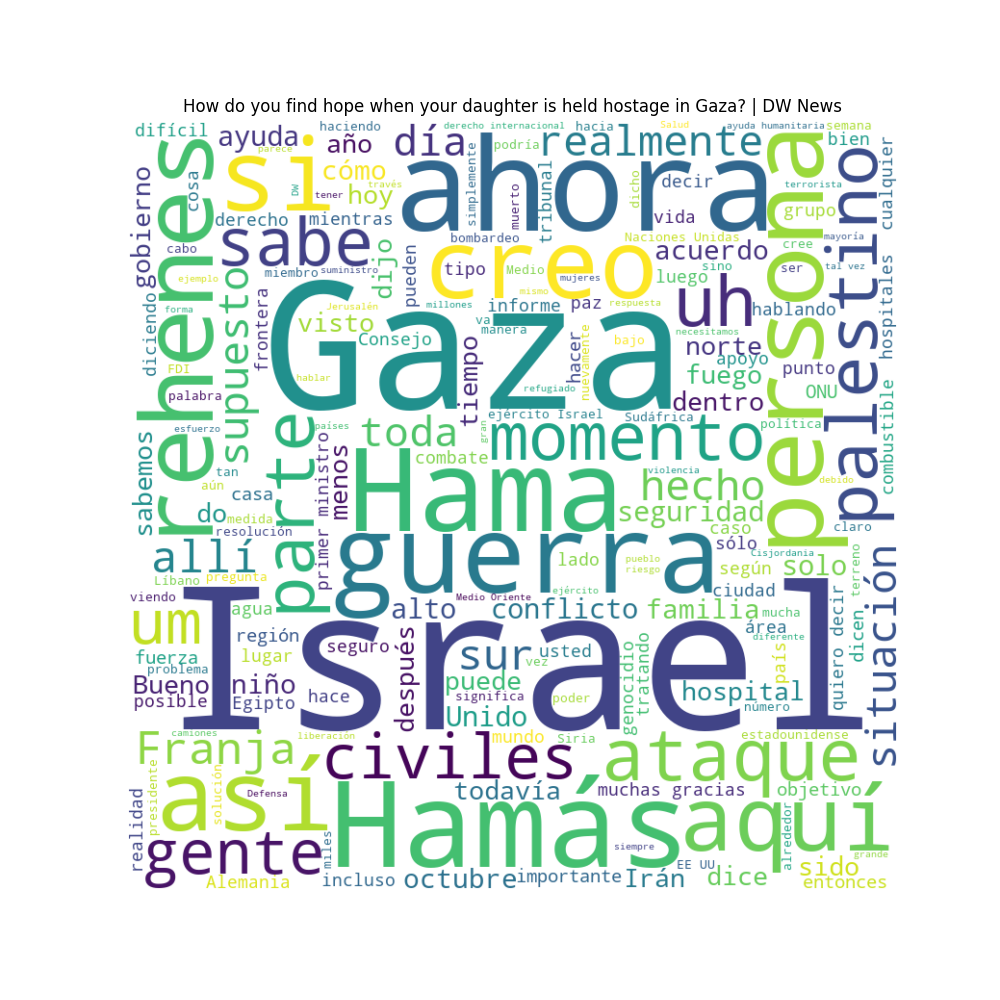 How do you find hope when your daughter is held hostage in Gaza? | DW News
difícil
ayuda
haciendo
año
día
derecho internacional
hacia
podría
realmente
Salud
ayuda humanitaria
semana
bien
rehenes
si
parece
cómo
ahora
simplemente
muerto
tribunal
dicho
decir
persona
terrorista
palestino
cualquier
gobierno
cosa
DW
tener
través
hoy
derecho
mientras
vida
grupo
cabo
sabe
dijo
bombardeo
Naciones Unidas
acuerdo
cree
mayoría
miembro
suministro
pueden
creo
tipo
Medio
mujeres
luego
sino
ser
tal vez
hospitales
ejemplo
supuesto
frontera
Gaza
mismo
uh
diciendo
forma
Jerusalén
visto
Consejo
millones
informe
paz
respuesta
hablando
va
manera
necesitamos
norte
punto
FDI
hablar
tiempo
hacer
nuevamente
bajo
apoyo
fuego
ONU
palabra
refugiado
dentro
combustible
esfuerzo
parte
países
toda
gran
ejército Israel
Sudáfrica
política
momento
sabemos
tan
aún
casa
ministro
menos
combate
Hama
violencia
hecho
debido
do
medida
resolución
seguridad
caso
claro
allí
primer
guerra
lado
pueblo
riesgo
sólo
según
Cisjordania
solo
terreno
Líbano
pregunta
ejército
ciudad
situación
viendo
agua
Medio Oriente
alto
conflicto
familia
mucha
um
región
Israel
área
diferente
dicen
quiero decir
fuerza
problema
lugar
seguro
después
sur
usted
vez
genocidio
tratando
país
Bueno
posible
niño
Egipto
hace
puede
significa
poder
hospital
número
Unido
camiones
Franja
liberación
civiles
mundo
Siria
ataque
estadounidense
presidente
así
solución
Defensa
todavía
muchas gracias
objetivo
realidad
gente
miles
Hamás
siempre
aquí
alrededor
grande
Alemania
incluso
octubre
importante
Irán
EE UU
dice
sido
entonces